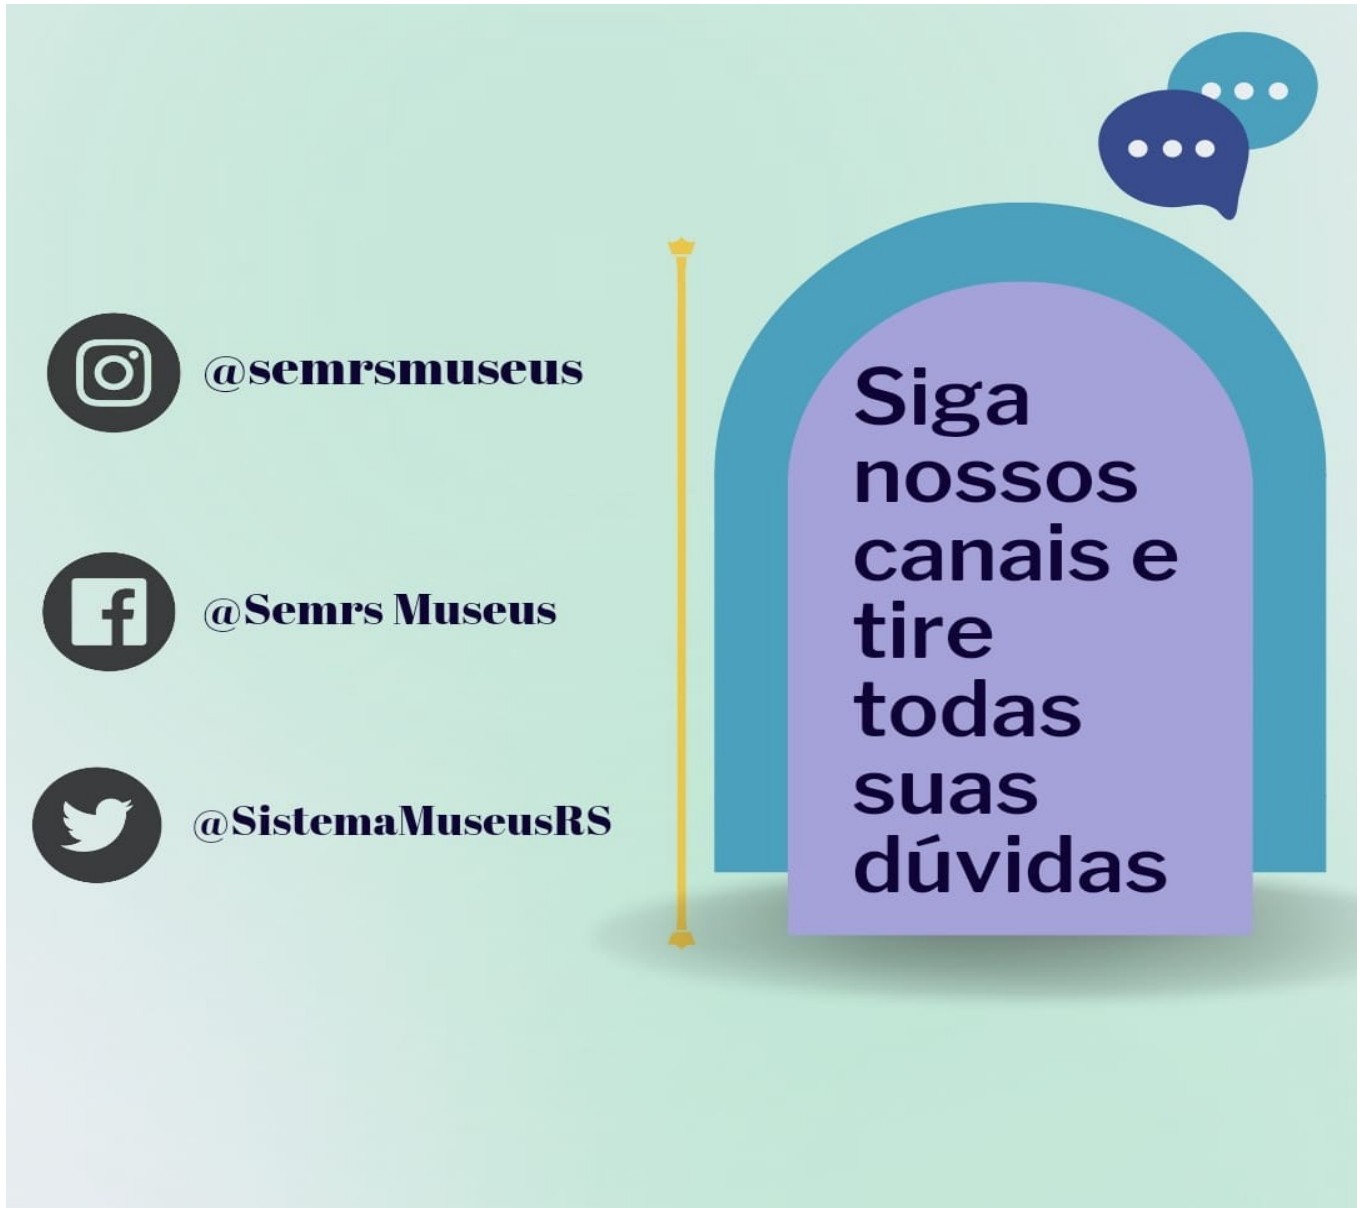 @semrsmuseus
@Semrs Museus
@SistemaMuseusRS
Siga
nossos
canais e
tire
todas
suas
dúvidas